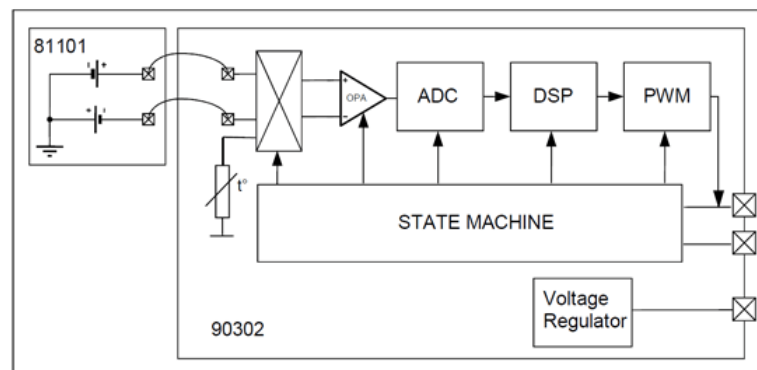 81101
- +
+ -
+
OPA
-
ADC
DSP
PWM
t°
STATE MACHINE
Voltage
Regulator
90302